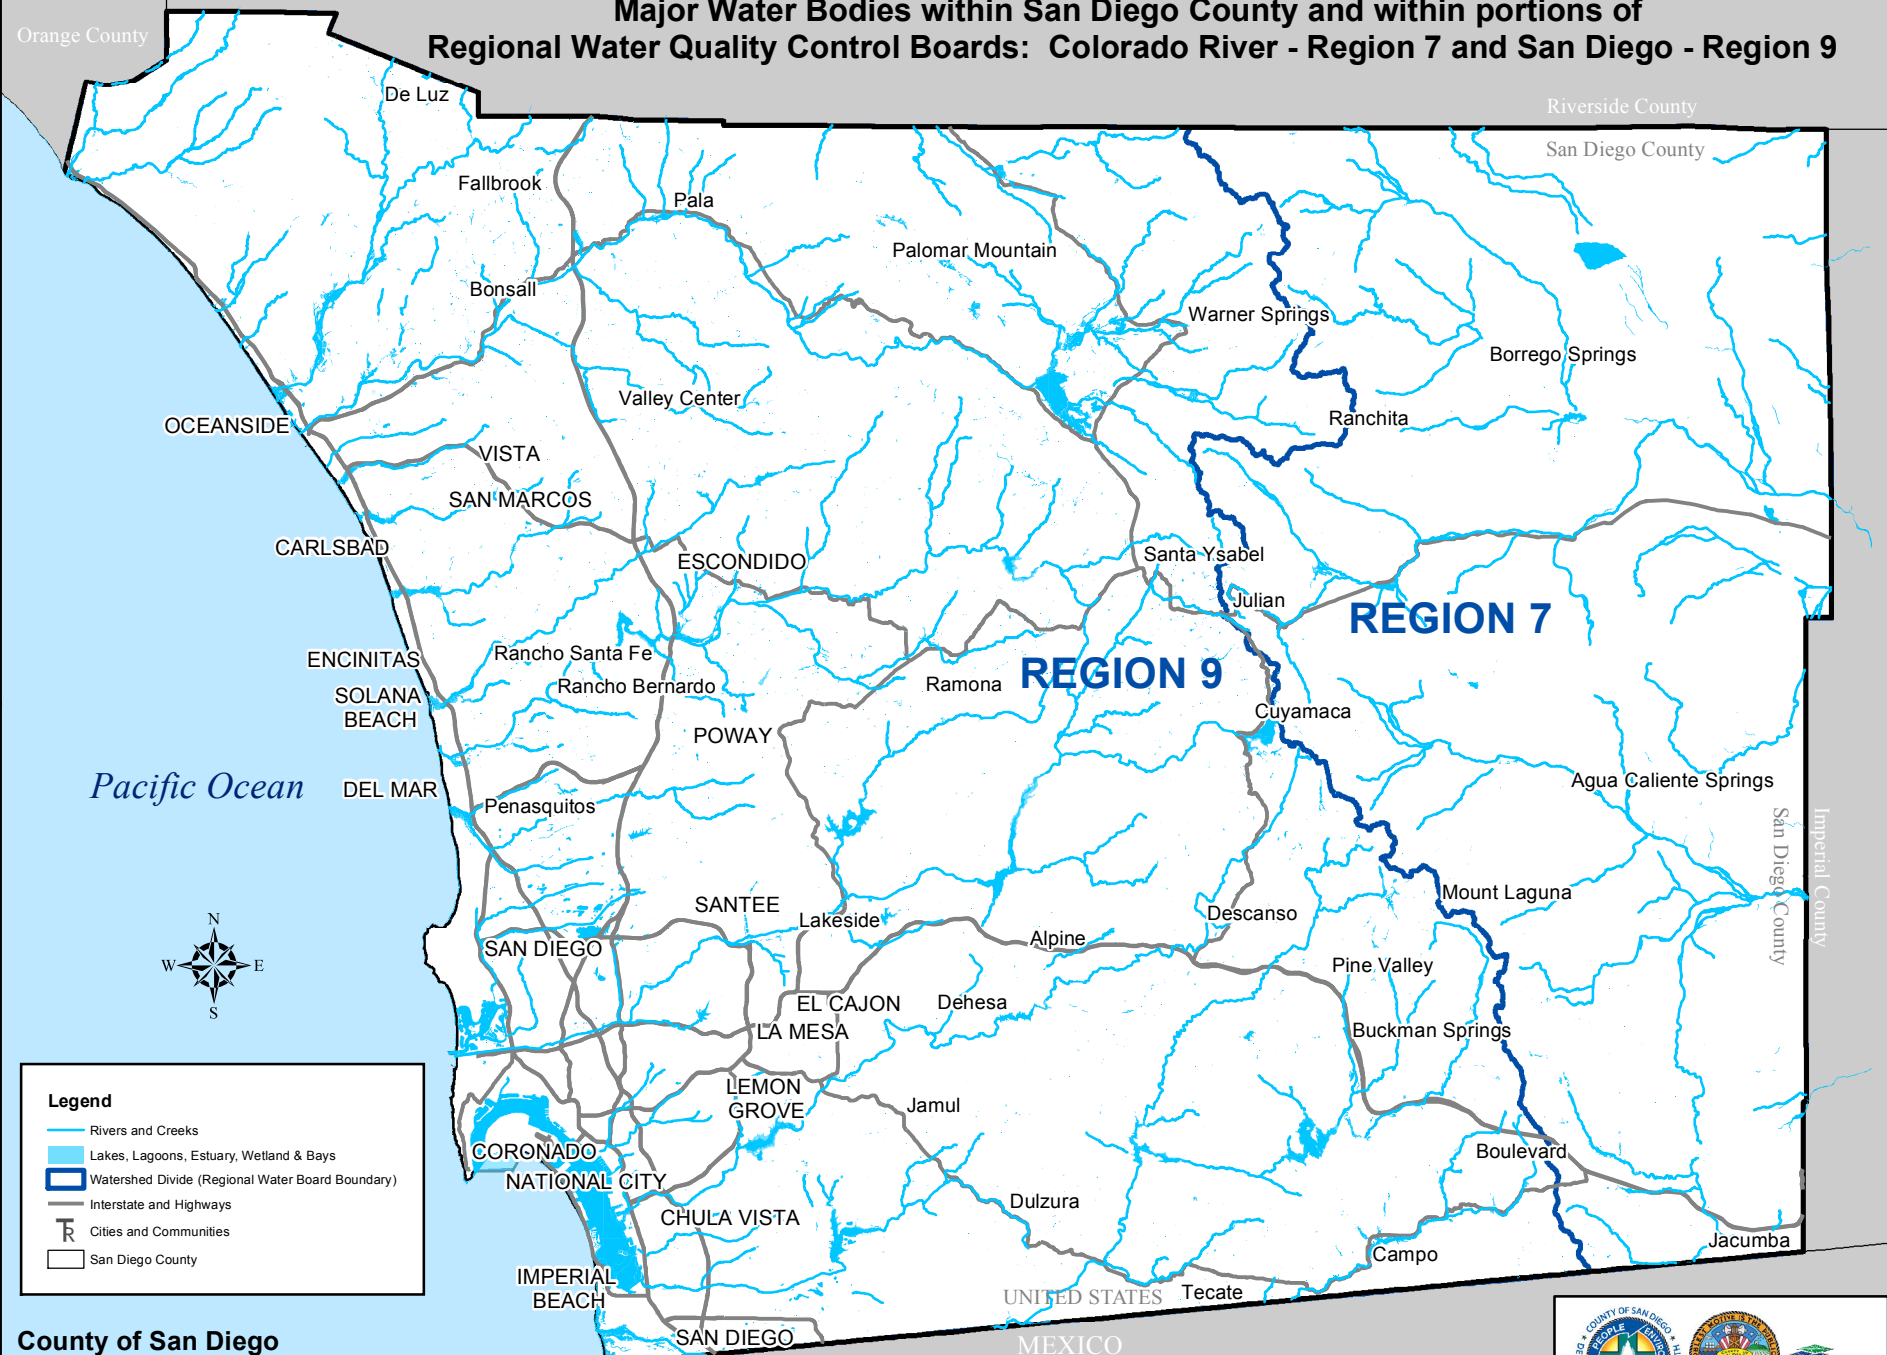 Major Water Bodies within San Diego County and within portions of
Regional Water Quality Control Boards: Colorado River - Region 7 and San Diego - Region 9
Orange County
Riverside County
San Diego County
De Luz
Fallbrook
Pala
Palomar Mountain
Bonsall
Warner Springs
Borrego Springs
Valley Center
Ranchita
OCEANSIDE
VISTA
SAN MARCOS
CARLSBAD
ESCONDIDO
Santa Ysabel
Julian
REGION 7
ENCINITAS
Rancho Santa Fe
REGION 9
Rancho Bernardo
Ramona
SOLANA
BEACH
Cuyamaca
POWAY
Pacific Ocean
DEL MAR
Penasquitos
Agua Caliente Springs
San Diego County
Imperial County
Mount Laguna
SANTEE
Lakeside
Descanso
N
W
E
S
SAN DIEGO
Alpine
Pine Valley
EL CAJON
Dehesa
LA MESA
Buckman Springs
LEMON
GROVE
Jamul
CORONADO
Boulevard
NATIONAL CITY
CHULA VISTA
Dulzura
Jacumba
Campo
IMPERIAL
BEACH
UNITED STATES
Tecate
SAN DIEGO
MEXICO
Legend
Rivers and Creeks
Lakes, Lagoons, Estuary, Wetland & Bays
Watershed Divide (Regional Water Board Boundary)
Interstate and Highways
TR
Cities and Communities
San Diego County
County of San Diego
COUNTY OF SAN DIEGO
PEOPLE